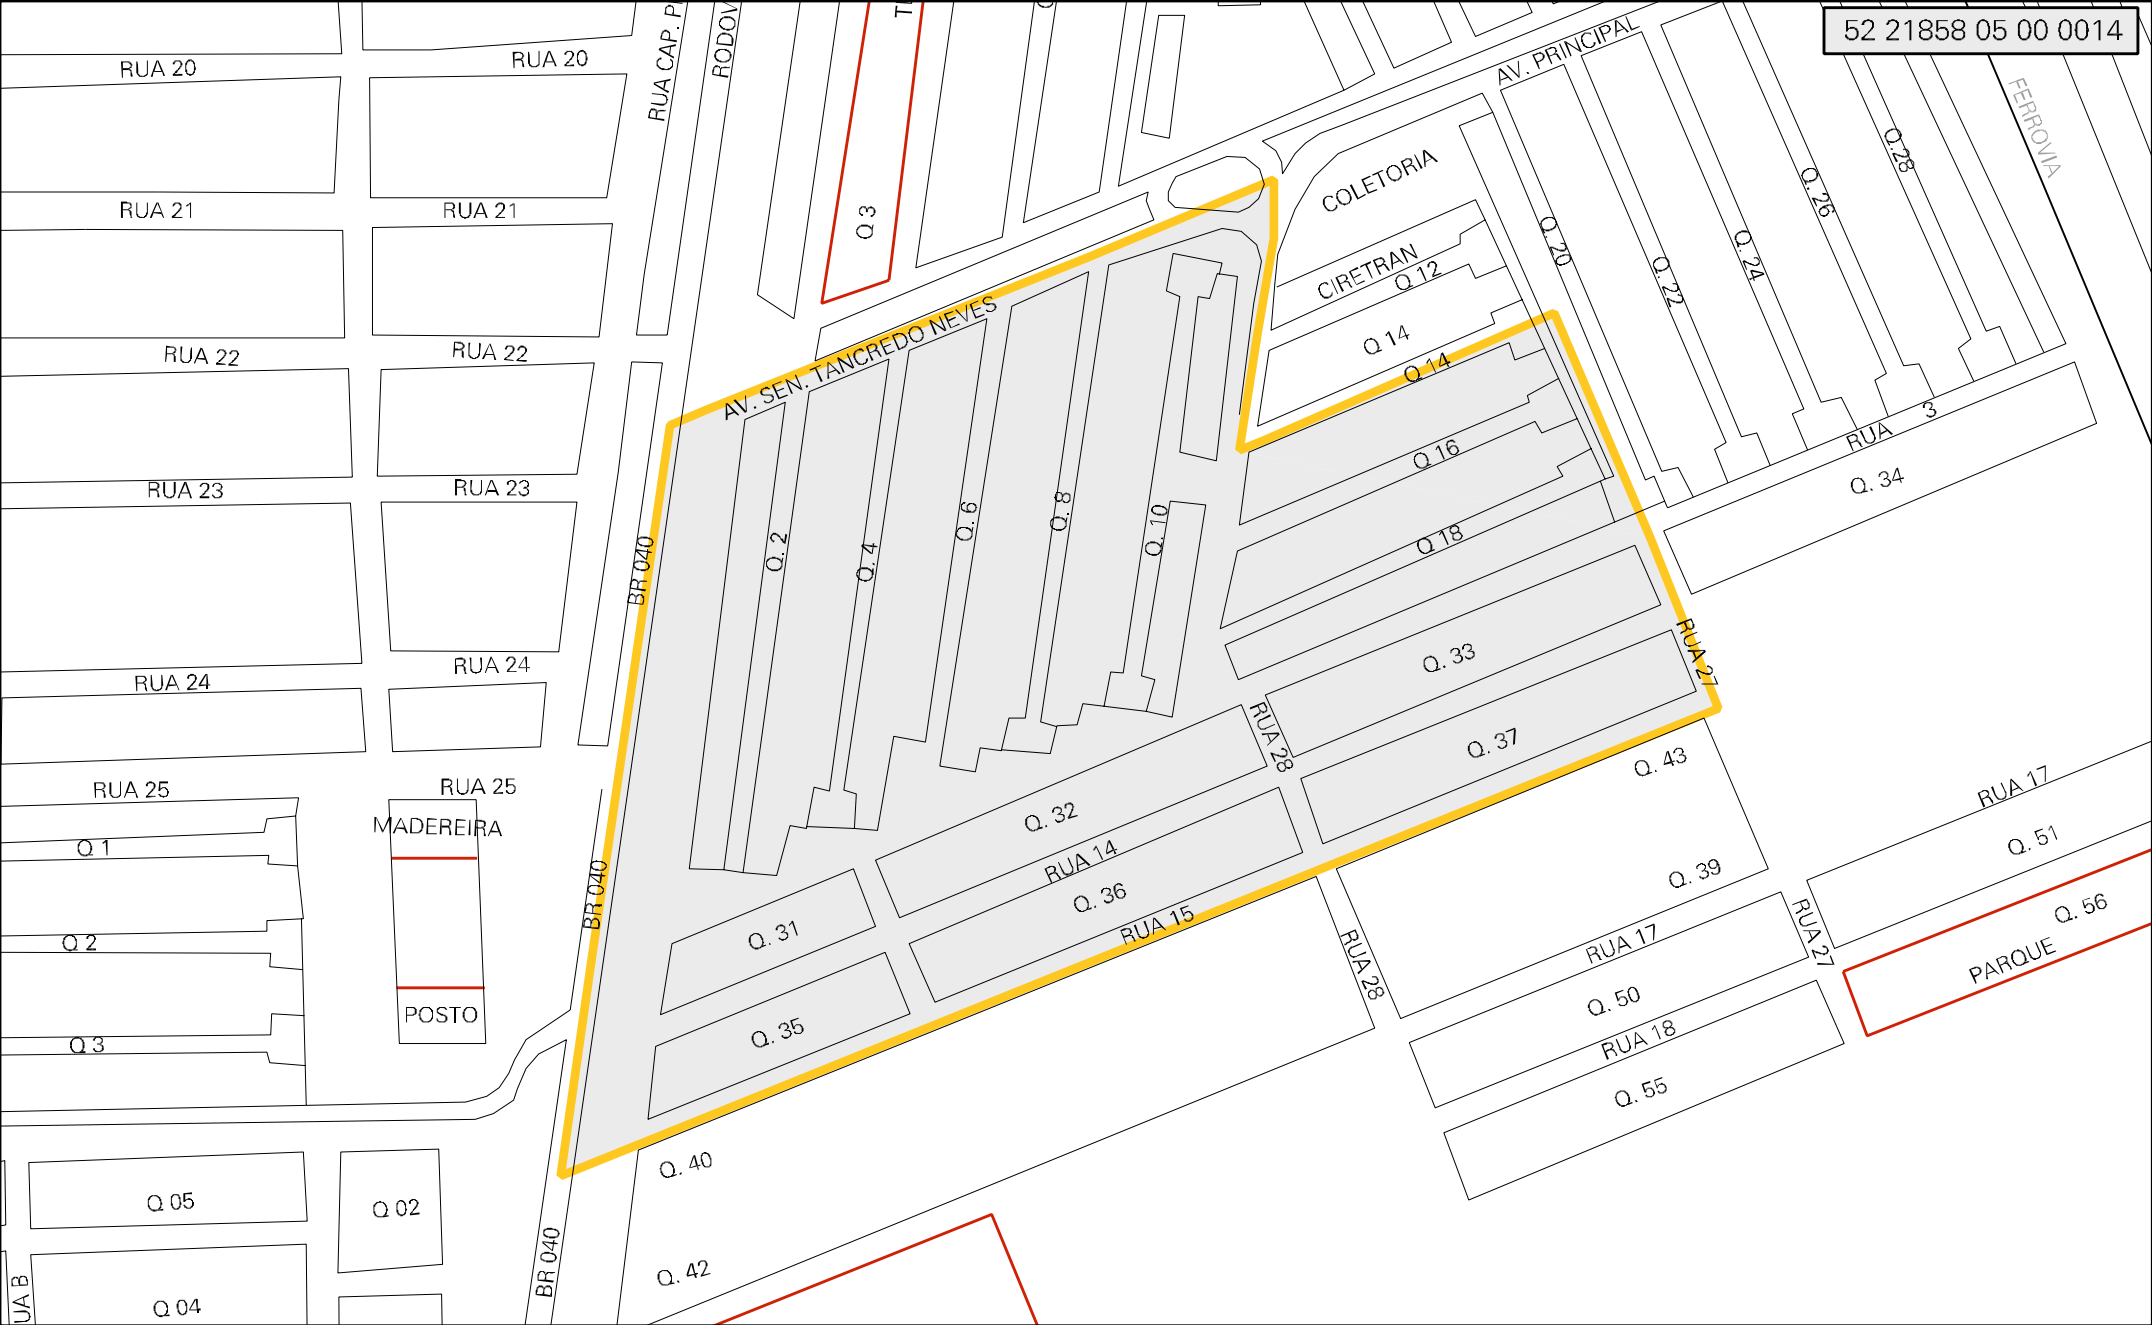 52 21858 05 00 0014
RUA 20
RUA 20
RUA CAP. P
RODOV
Q 3
AV. PRINCIPAL
FERROVIA
COLETORIA
CIRETRAN
Q 12
Q 14
Q 14
Q. 20
Q. 22
Q. 24
Q. 26
Q. 28
RUA 21
RUA 21
RUA 22
RUA 22
AV. SEN. TANCREDO NEVES
RUA 3
Q. 34
RUA 23
RUA 23
BR 040
Q. 2
Q. 4
Q. 6
Q. 8
Q. 10
Q 16
Q 18
RUA 24
RUA 24
Q. 33
RUA 27
RUA 28
Q. 37
Q. 43
RUA 25
RUA 25
MADEREIRA
Q 1
Q. 32
RUA 14
Q. 36
RUA 15
RUA 17
Q. 51
Q. 39
Q. 56
PARQUE
RUA 27
BR 040
Q 2
Q. 31
RUA 17
RUA 28
Q. 50
POSTO
Q 3
Q. 35
RUA 18
Q. 55
Q. 40
Q 05
Q 02
BR 040
Q. 42
UA B
Q 04